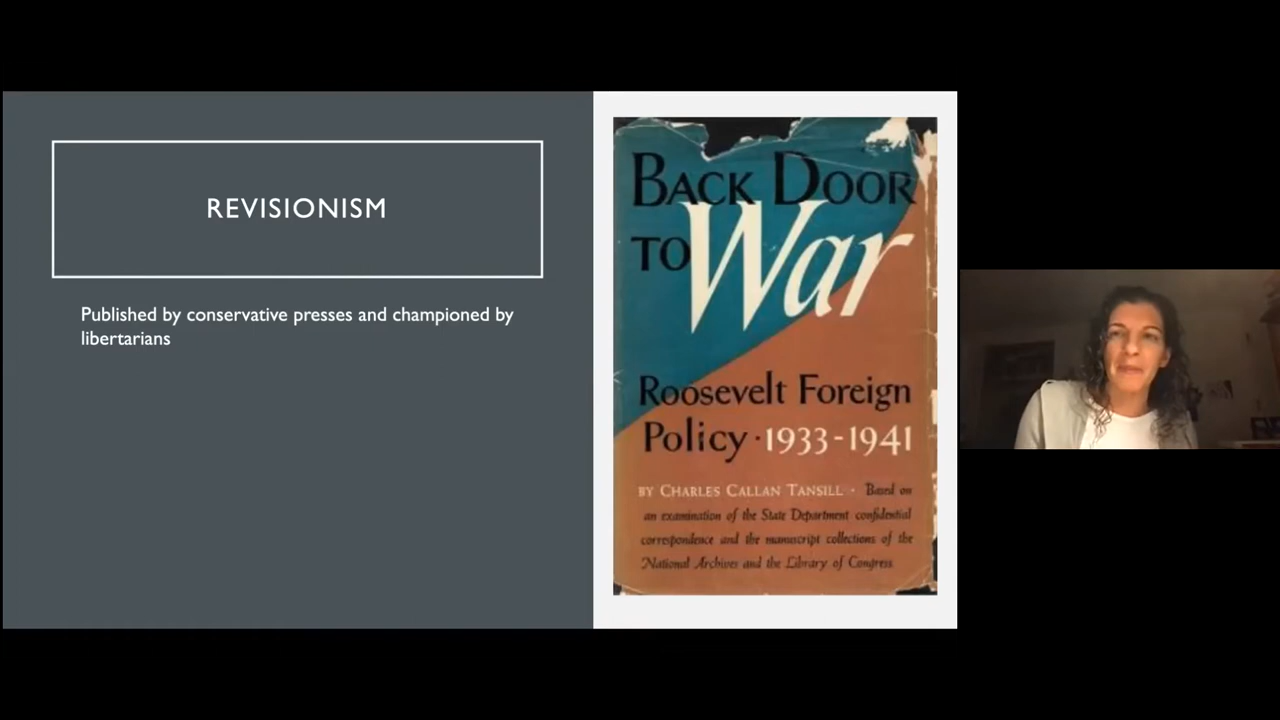 REVISIONISM
Published by conservative presses and championed by
libertarians
BACK DOOR
TO War
Roosevelt Foreign
Policy · 1933-1941
BY CHARLES CALLAN TANSILL · Based on
an examination of the State Department confidential
correspondence and the manuscript collections of the
National Archives and the Library of Congress